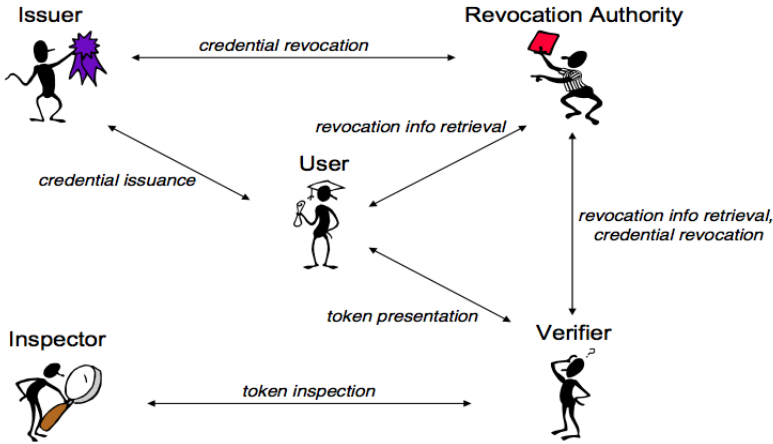 Issuer
Revocation Authority
credential revocation
revocation info retrieval
User
credential issuance
revocation info retrieval,
credential revocation
token presentation
Inspector
Verifier
?
token inspection